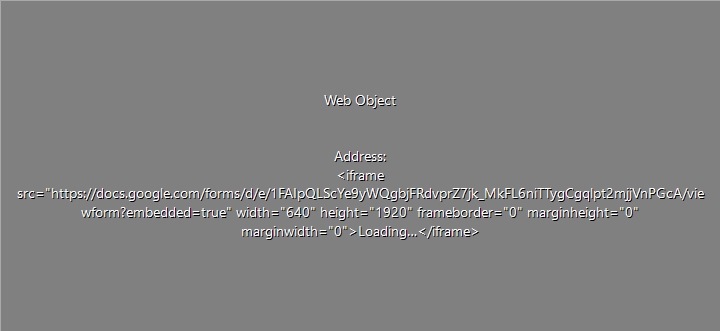 Web Object
Address:
<iframe
src="https://docs.google.com/forms/d/e/1FAIpQLScYe9yWQgbjFRdvprZ7jk_MkFL6niTTygCgqlpt2mjjVnPGcA/vie
wform?embedded=true" width="640" height="1920" frameborder="0" marginheight="0"
marginwidth="0">Loading...</iframe>